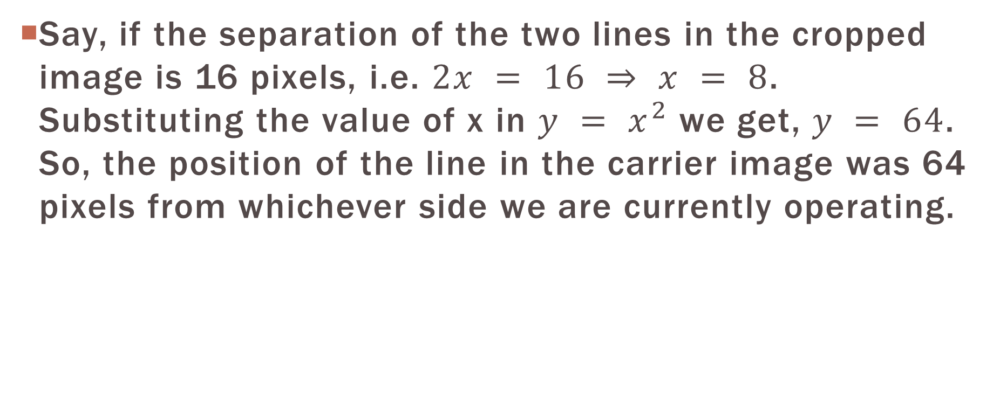 ▪Say, if the separation of the two lines in the cropped
image is 16 pixels, i.e. 2𝑥 = 16 ⇒ 𝑥 = 8.
Substituting the value of x in 𝑦 = 𝑥² we get, 𝑦 = 64.
So, the position of the line in the carrier image was 64
pixels from whichever side we are currently operating.